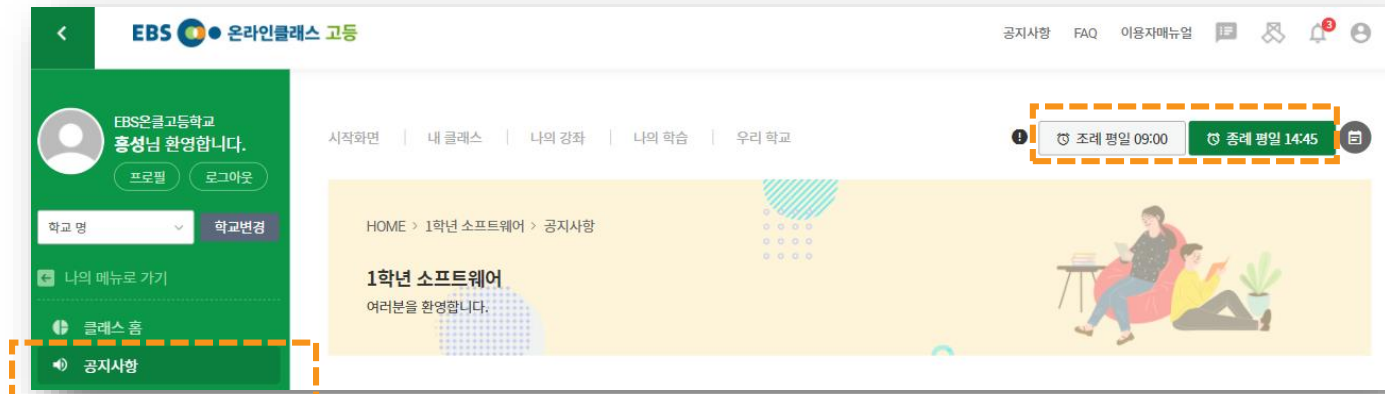 EBS 온라인클래스 고등
공지사항 FAQ 이용자매뉴얼 3
EBS온클고등학교
홍성님 환영합니다.
프로필 로그아웃
학교 명 학교변경
나의 메뉴로 가기
클래스 홈
공지사항
시작화면 내 클래스 나의 강좌 나의 학습 우리 학교
조례 평일 09:00 종례 평일 14:45
HOME > 1학년 소프트웨어 > 공지사항
1학년 소프트웨어
여러분을 환영합니다.